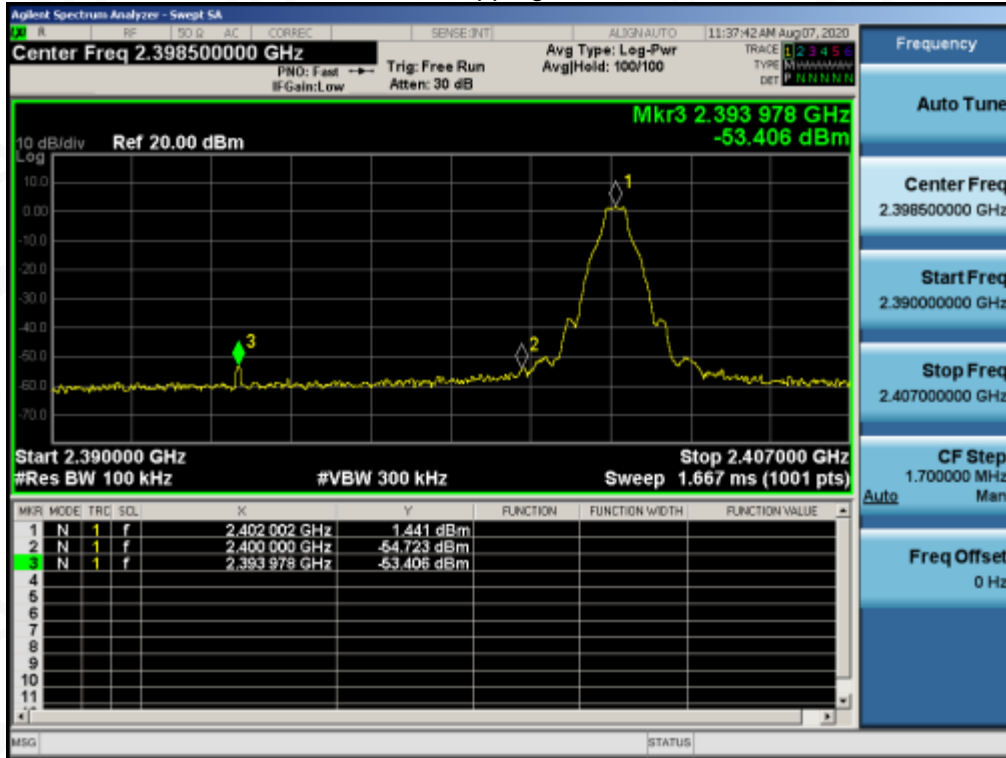 Agilent Spectrum Analyzer - Swept SA
R RF 50 Ω AC CORREC SENSE:INT ALIGN AUTO 11:37:42 AM Aug 07, 2020
Center Freq 2.398500000 GHz
PNO: Fast Trig: Free Run
IFGain:Low Atten: 30 dB
Avg Type: Log-Pwr
Avg|Hold: 100/100
TRACE 1 2 3 4 5 6
TYPE M
DET P N N N N N
Mkr3 2.393 978 GHz
-53.406 dBm
10 dB/div Ref 20.00 dBm
Log
10.0
0.00
-10.0
-20.0
-30.0
-40.0
-50.0
-60.0
-70.0
1
2
3
Start 2.390000 GHz Stop 2.407000 GHz
#Res BW 100 kHz #VBW 300 kHz Sweep 1.667 ms (1001 pts)
MKR MODE TRC SCL X Y FUNCTION FUNCTION WIDTH FUNCTION VALUE
1 N 1 f 2.402 002 GHz 1.441 dBm
2 N 1 f 2.400 000 GHz -54.723 dBm
3 N 1 f 2.393 978 GHz -53.406 dBm
4
5
6
7
8
9
10
11
MSG STATUS
Frequency
Auto Tune
Center Freq
2.398500000 GHz
Start Freq
2.390000000 GHz
Stop Freq
2.407000000 GHz
CF Step
1.700000 MHz
Auto Man
Freq Offset
0 Hz